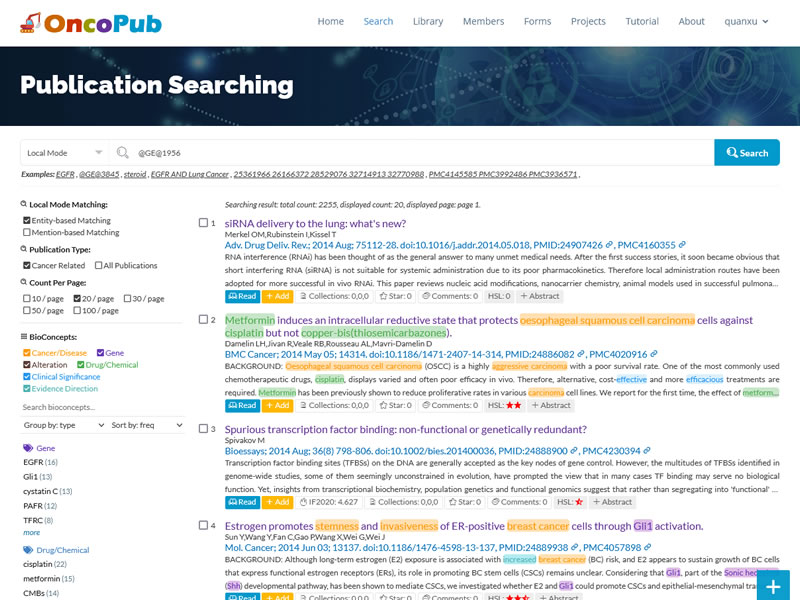 OncoPub
Home Search Library Members Forms Projects Tutorial About quanxu
Publication Searching
Local Mode @GE@1956 Search
Examples: EGFR , @GE@3845 , steroid , EGFR AND Lung Cancer , 25361966 26166372 28529076 32714913 32770988 , PMC4145585 PMC3992486 PMC3936571 ,
Local Mode Matching:
Entity-based Matching
Mention-based Matching
Publication Type:
Cancer Related All Publications
Count Per Page:
10 / page 20 / page 30 / page
50 / page 100 / page
BioConcepts:
Cancer/Disease Gene
Alteration Drug/Chemical
Clinical Significance
Evidence Direction
Search bioconcepts...
Group by: type Sort by: freq
Gene
EGFR (16)
Gli1 (13)
cystatin C (13)
PAFR (12)
TFRC (8)
more
Drug/Chemical
cisplatin (22)
metformin (15)
CMBs (14)
Searching result: total count: 2255, displayed count: 20, displayed page: page 1.
1 siRNA delivery to the lung: what's new?
Merkel OM,Rubinstein I,Kissel T
Adv. Drug Deliv. Rev.; 2014 Aug; 75112-28. doi:10.1016/j.addr.2014.05.018, PMID:24907426 , PMC4160355
RNA interference (RNAi) has been thought of as the general answer to many unmet medical needs. After the first success stories, it soon became obvious that
short interfering RNA (siRNA) is not suitable for systemic administration due to its poor pharmacokinetics. Therefore local administration routes have been
adopted for more successful in vivo RNAi. This paper reviews nucleic acid modifications, nanocarrier chemistry, animal models used in successful pulmona...
Read + Add Collections: 0,0,0 Star: 0 Comments: 0 HSL: 0 + Abstract
2 Metformin induces an intracellular reductive state that protects oesophageal squamous cell carcinoma cells against
cisplatin but not copper-bis(thiosemicarbazones).
Damelin LH,Jivan R,Veale RB,Rousseau AL,Mavri-Damelin D
BMC Cancer; 2014 May 05; 14314. doi:10.1186/1471-2407-14-314, PMID:24886082 , PMC4020916
BACKGROUND: Oesophageal squamous cell carcinoma (OSCC) is a highly aggressive carcinoma with a poor survival rate. One of the most commonly used
chemotherapeutic drugs, cisplatin, displays varied and often poor efficacy in vivo. Therefore, alternative, cost-effective and more efficacious treatments are
required. Metformin has been previously shown to reduce proliferative rates in various carcinoma cell lines. We report for the first time, the effect of metform...
Read + Add Collections: 0,0,0 Star: 0 Comments: 0 HSL: + Abstract
3 Spurious transcription factor binding: non-functional or genetically redundant?
Spivakov M
Bioessays; 2014 Aug; 36(8) 798-806. doi:10.1002/bies.201400036, PMID:24888900 , PMC4230394
Transcription factor binding sites (TFBSs) on the DNA are generally accepted as the key nodes of gene control. However, the multitudes of TFBSs identified in
genome-wide studies, some of them seemingly unconstrained in evolution, have prompted the view that in many cases TF binding may serve no biological
function. Yet, insights from transcriptional biochemistry, population genetics and functional genomics suggest that rather than segregating into 'functional' ...
Read + Add IF2020: 4.627 Collections: 0,0,0 Star: 0 Comments: 0 HSL: + Abstract
4 Estrogen promotes stemness and invasiveness of ER-positive breast cancer cells through Gli1 activation.
Sun Y,Wang Y,Fan C,Gao P,Wang X,Wei G,Wei J
Mol. Cancer; 2014 Jun 03; 13137. doi:10.1186/1476-4598-13-137, PMID:24889938 , PMC4057898
BACKGROUND: Although long-term estrogen (E2) exposure is associated with increased breast cancer (BC) risk, and E2 appears to sustain growth of BC cells
that express functional estrogen receptors (ERs), its role in promoting BC stem cells (CSCs) remains unclear. Considering that Gli1, part of the Sonic hec
(Shh) developmental pathway, has been shown to mediate CSCs, we investigated whether E2 and Gli1 could promote CSCs and epithelial-mesenchymal tra
Read + Add Collections: 0,0,0 Star: 0 Comments: 0 HSL: + Abstract